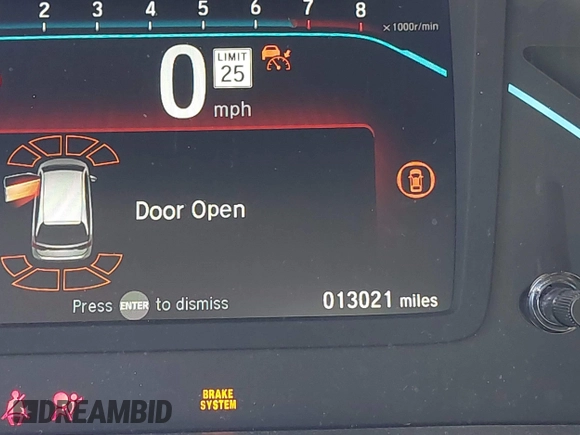 2 3 4 5 6 7 8
×1000r/min
0 mph
LIMIT
25
Door Open
Press ENTER to dismiss
013021 miles
BRAKE
SYSTEM
DREAMBID